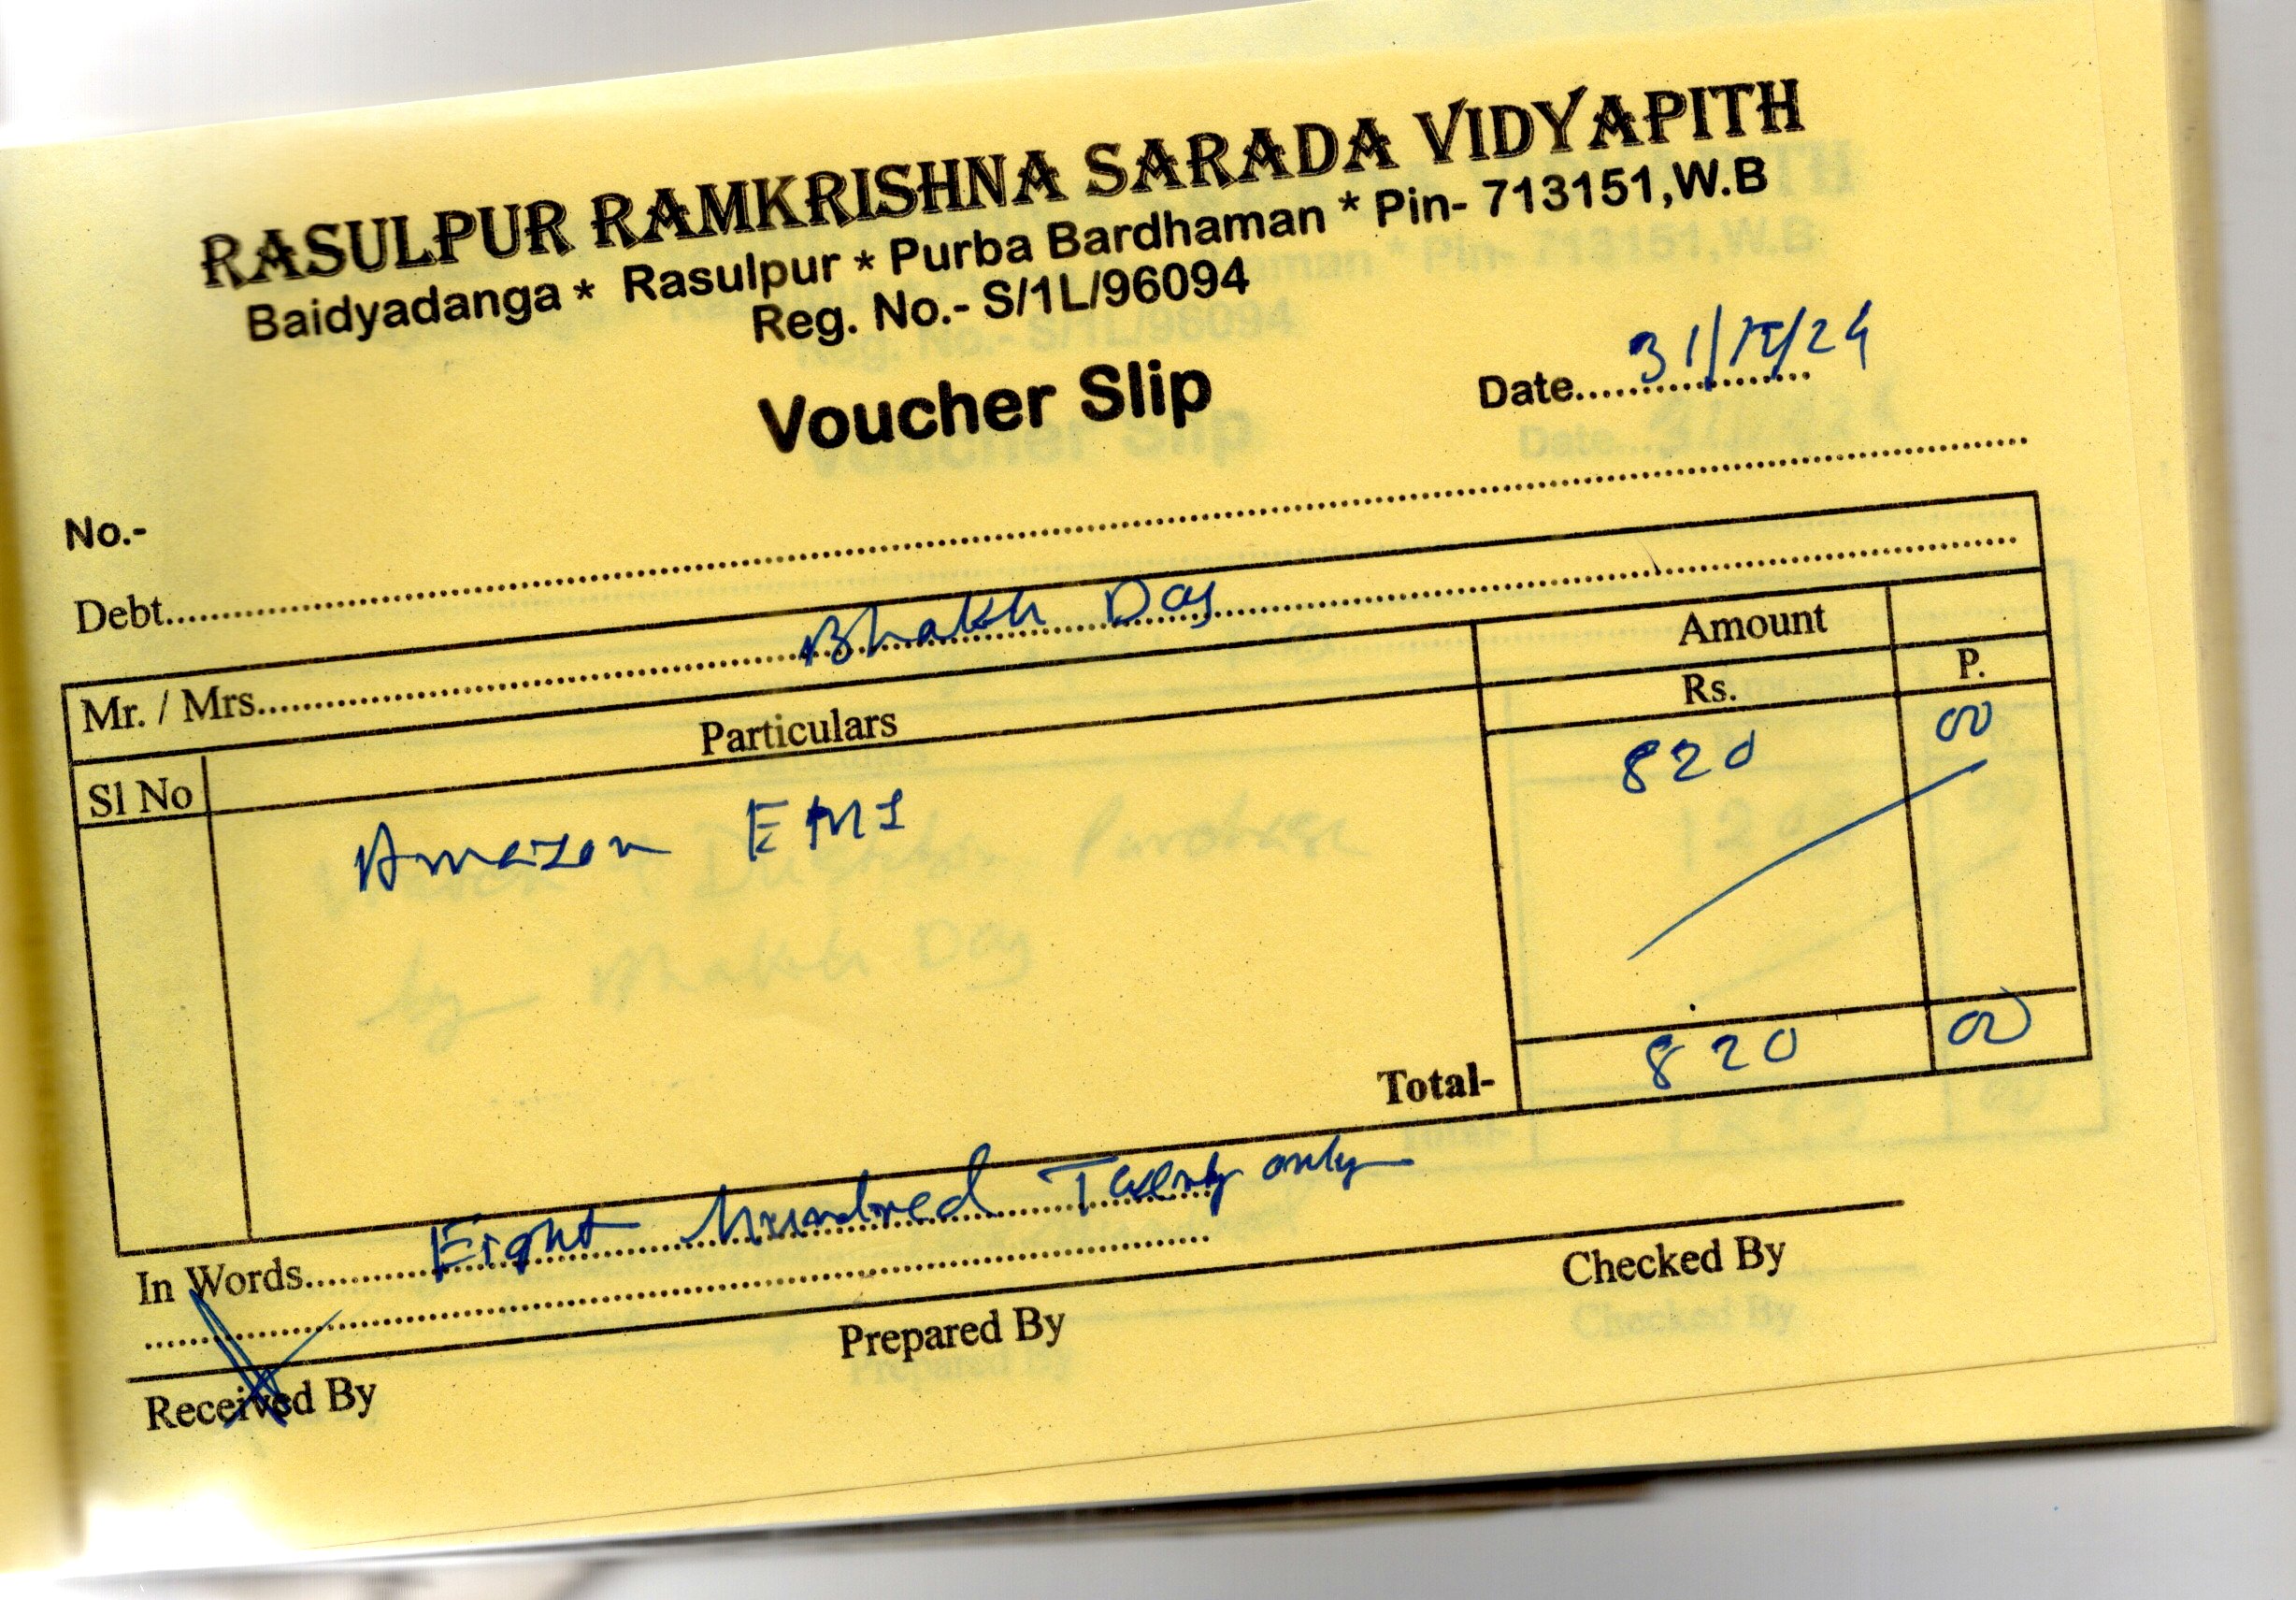 RASULPUR RAMKRISHNA SARADA VIDYAPITH
Baidyadanga * Rasulpur * Purba Bardhaman * Pin- 713151,W.B
Reg. No.- S/1L/96094
Voucher Slip
Date.................. 31/12/24
No.-
Debt..................
Mr. / Mrs.................. Bhakti Das
Sl No Particulars Amount
Rs. P.
Amazon EMI 820 00
Total- 820 00
In Words.................. Eight hundred Twenty only
Received By Prepared By Checked By